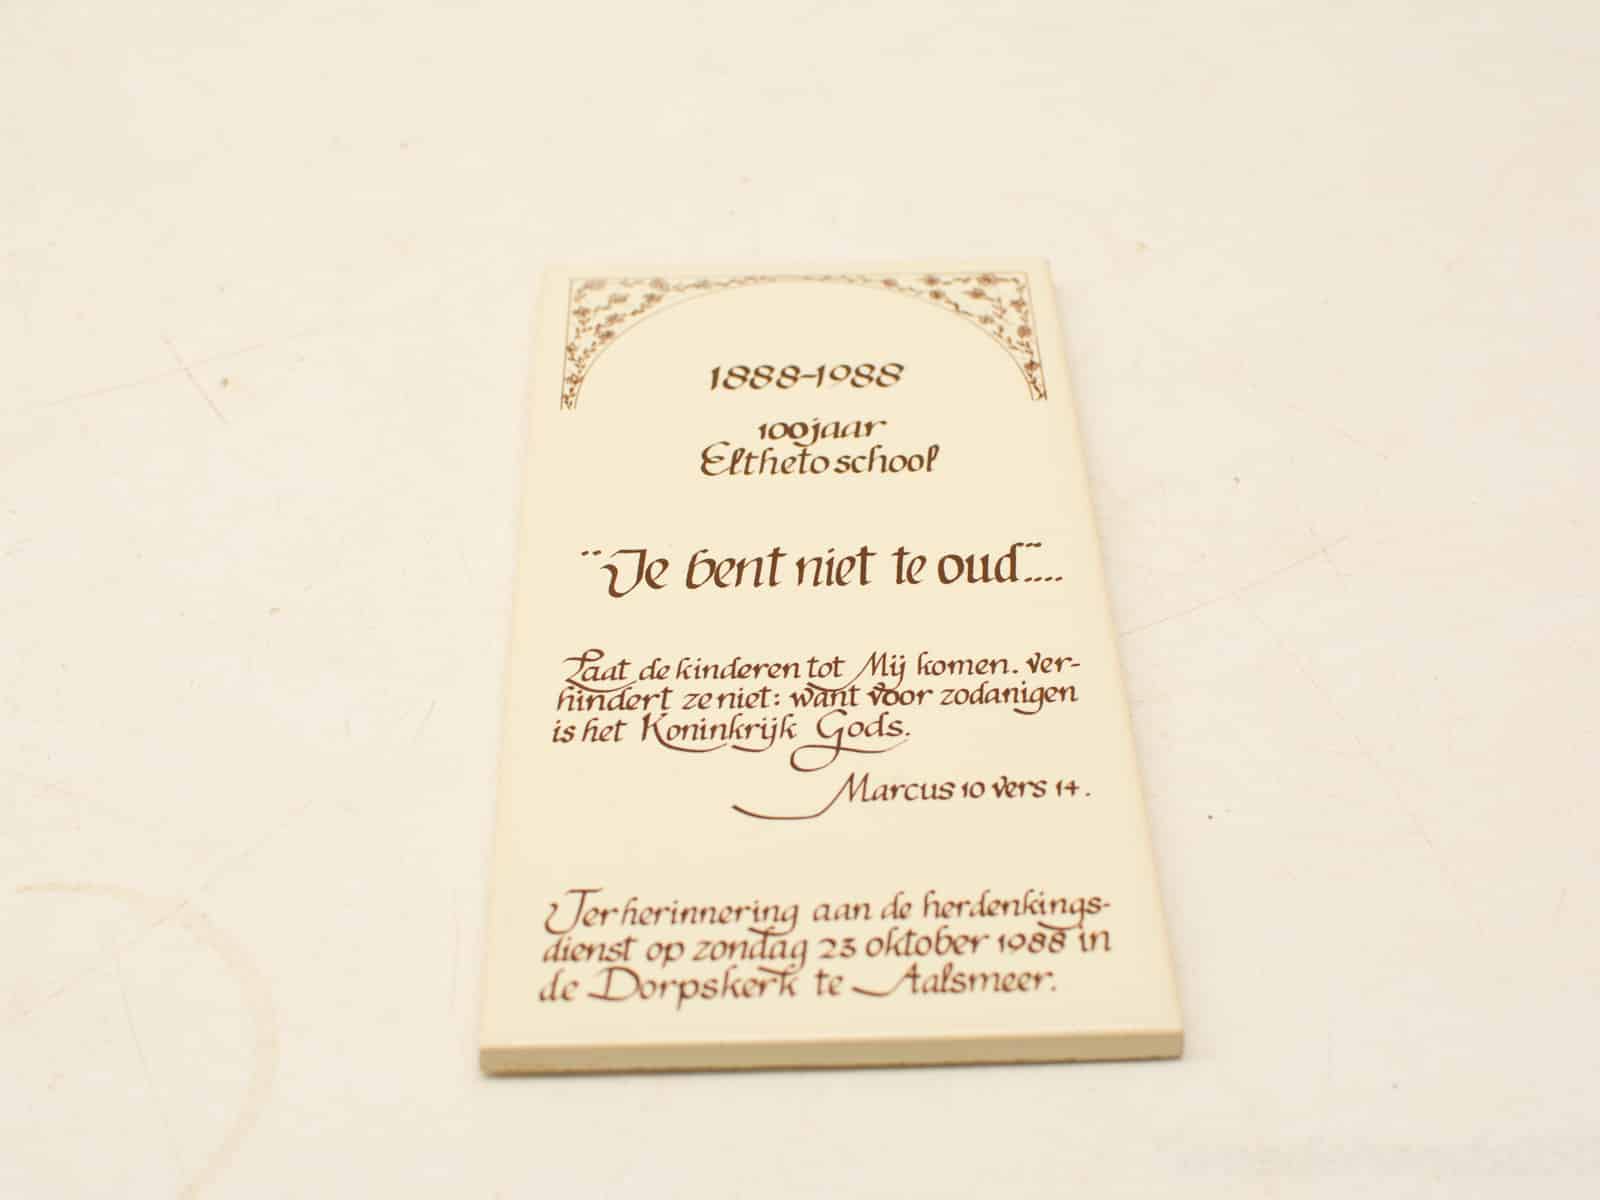 1888-1988
100 jaar
Eltheto school
"Je bent niet te oud"....
Laat de kinderen tot Mij komen. ver-
hindert ze niet: want voor zodanigen
is het Koninkrijk Gods.
Marcus 10 vers 14.
Ter herinnering aan de herdenkings-
dienst op zondag 23 oktober 1988 in
de Dorpskerk te Aalsmeer.